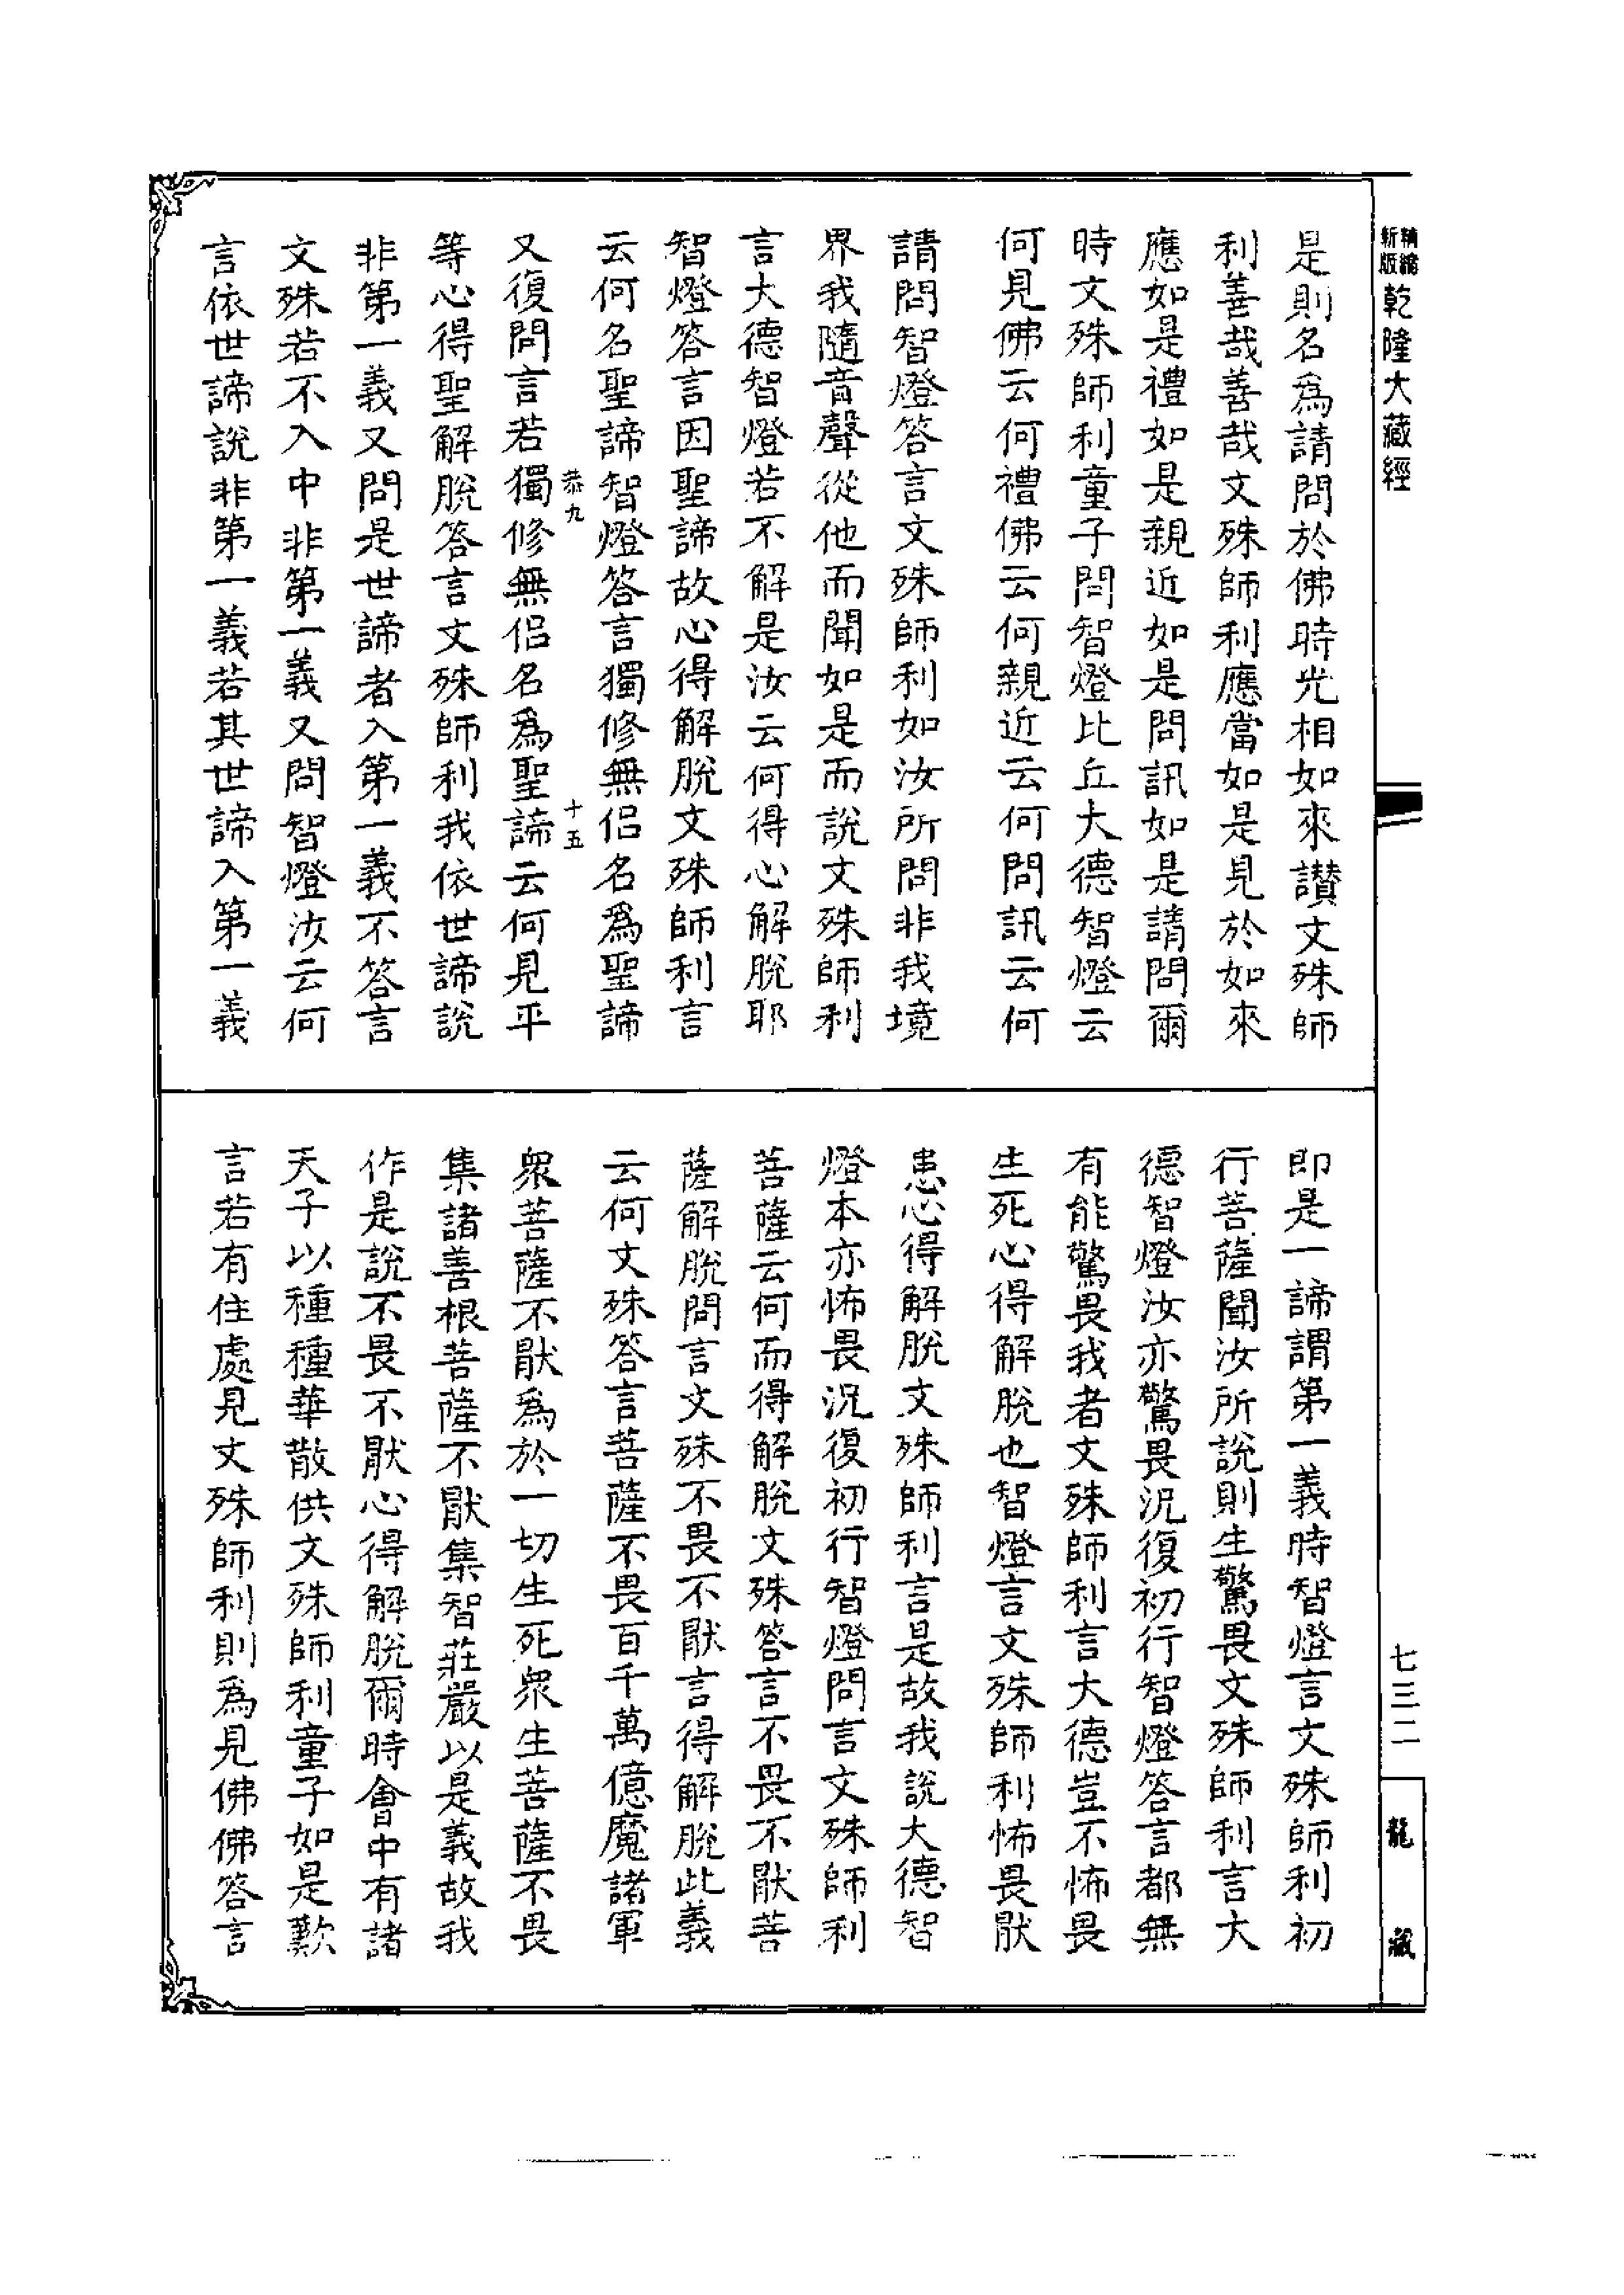 精縮新版乾隆大藏經
是則名為請問於佛時光相如來讚文殊師
利善哉善哉文殊師利應當如是見於如來
應如是禮如是親近如是問訊如是請問爾
時文殊師利童子問智燈比丘大德智燈云
何見佛云何禮佛云何親近云何問訊云何
請問智燈答言文殊師利如汝所問非我境
界我隨音聲從他而聞如是而說文殊師利
言大德智燈若不解是汝云何得心解脫耶
智燈答言因聖諦故心得解脫文殊師利言
云何名聖諦智燈答言獨修無侶名爲聖諦
恭九
十五
又復問言若獨修無侶名爲聖諦云何見平
等心得聖解脫答言文殊師利我依世諦說
非第一義又問是世諦者入第一義不答言
文殊若不入中非第一義又問智燈汝云何
言依世諦說非第一義若其世諦入第一義
即是一諦謂第一義時智燈言文殊師利初
行菩薩聞汝所說則生驚畏文殊師利言大
德智燈汝亦驚畏況復初行智燈答言都無
有能驚畏我者文殊師利言大德豈不怖畏
生死心得解脫也智燈言文殊師利怖畏猒
患心得解脫文殊師利言是故我說大德智
燈本亦怖畏況復初行智燈問言文殊師利
菩薩云何而得解脫文殊答言不畏不猒菩
薩解脫問言文殊不畏不猒言得解脫此義
云何文殊答言菩薩不畏百千萬億魔諸軍
衆菩薩不猒爲於一切生死衆生菩薩不畏
集諸善根菩薩不猒集智莊嚴以是義故我
作是說不畏不猒心得解脫爾時會中有諸
天子以種種華散供文殊師利童子如是歎
言若有住處見文殊師利則爲見佛佛答言
七三二
龍藏